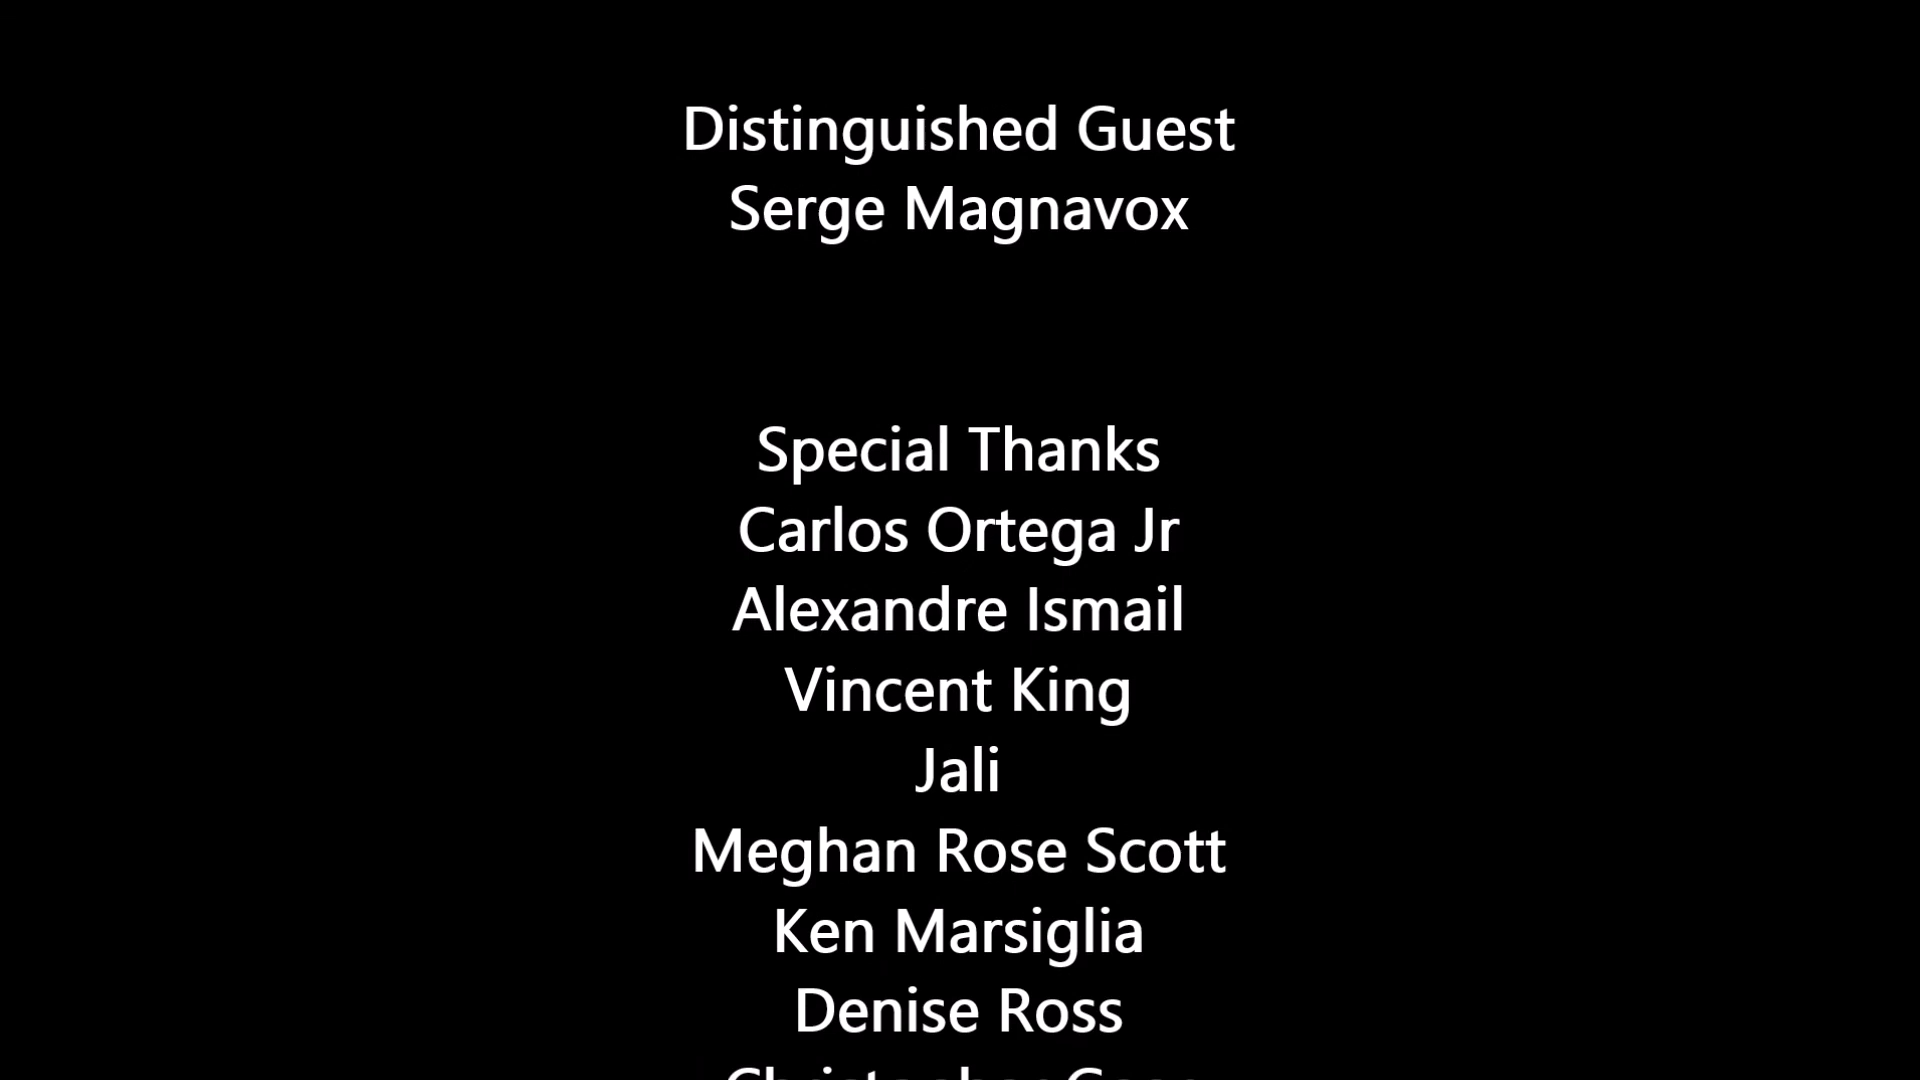 Distinguished Guest
Serge Magnavox
Special Thanks
Carlos Ortega Jr
Alexandre Ismail
Vincent King
Jali
Meghan Rose Scott
Ken Marsiglia
Denise Ross
Christopher